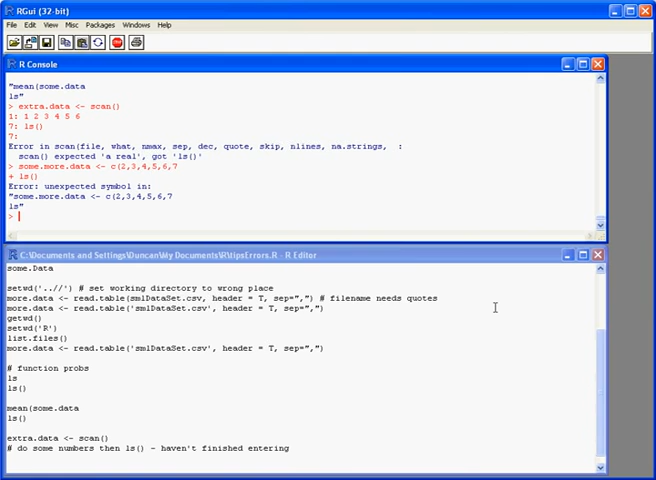 RGui (32-bit)
File Edit View Misc Packages Windows Help
R Console
"mean(some.data
ls"
> extra.data <- scan()
1: 1 2 3 4 5 6
7: ls()
7:
Error in scan(file, what, nmax, sep, dec, quote, skip, nlines, na.strings,  :
scan() expected 'a real', got 'ls()'
> some.more.data <- c(2,3,4,5,6,7
+ ls()
Error: unexpected symbol in:
"some.more.data <- c(2,3,4,5,6,7
ls"
>
C:\Documents and Settings\Duncan\My Documents\R\tipsErrors.R - R Editor
some.Data
setwd('..//') # set working directory to wrong place
more.data <- read.table(smlDataSet.csv, header = T, sep=",") # filename needs quotes
more.data <- read.table('smlDataSet.csv', header = T, sep=",")
getwd()
setwd('R')
list.files()
more.data <- read.table('smlDataSet.csv', header = T, sep=",")
# function probs
ls
ls()
mean(some.data
ls()
extra.data <- scan()
# do some numbers then ls() - haven't finished entering